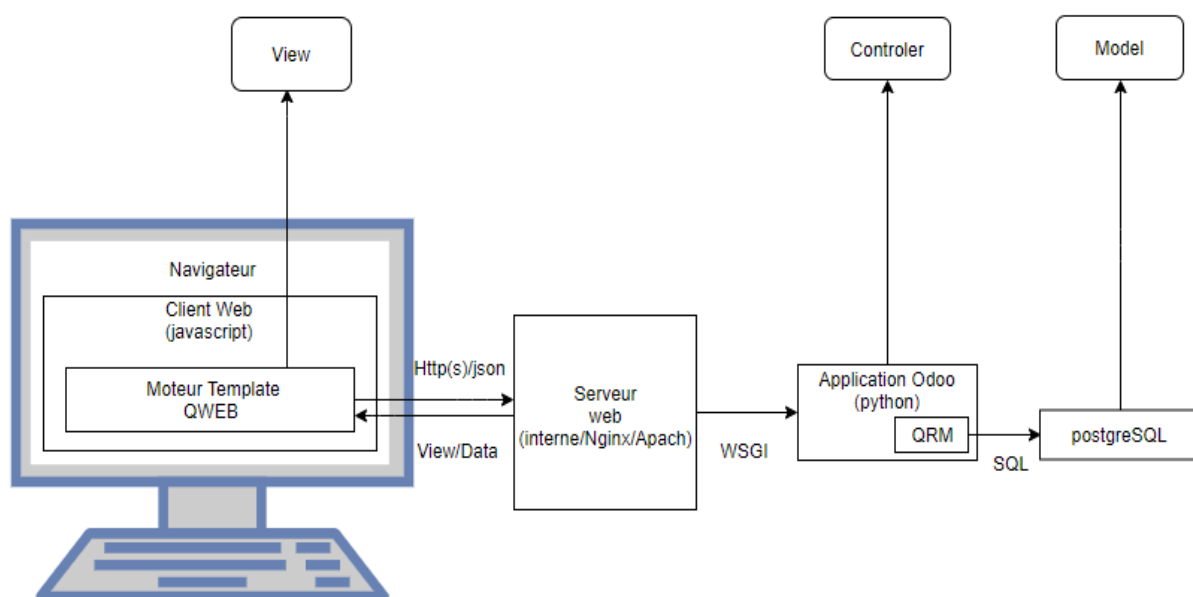 View
Controler
Model
Navigateur
Client Web
(javascript)
Moteur Template
QWEB
Http(s)/json
View/Data
Serveur
web
(interne/Nginx/Apach)
WSGI
Application Odoo
(python)
QRM
SQL
postgreSQL